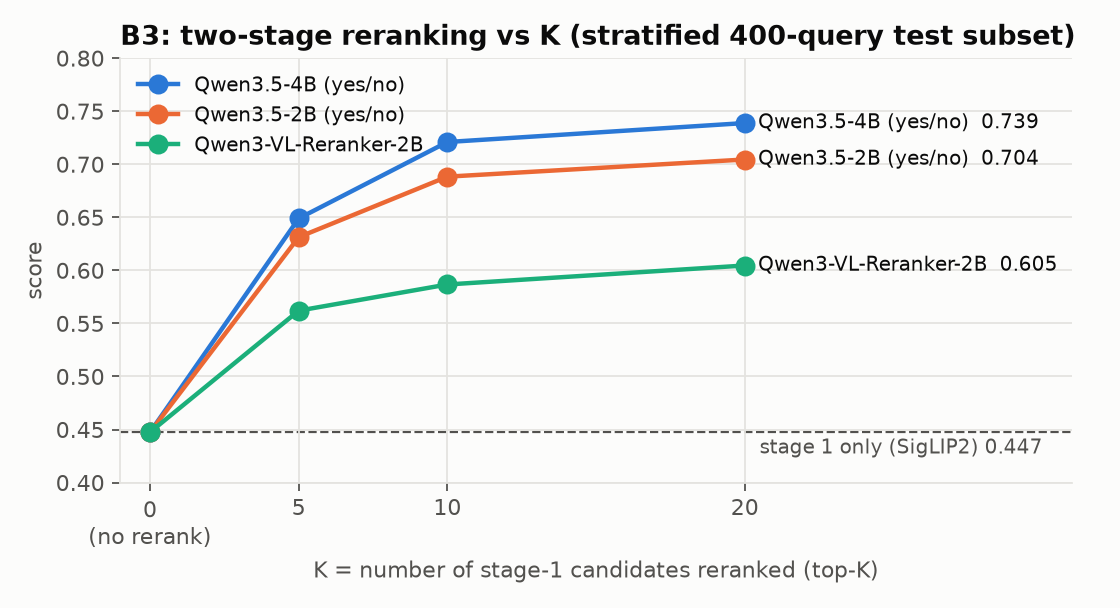 B3: two-stage reranking vs K (stratified 400-query test subset)
0.80
0.75
0.70
0.65
0.60
0.55
0.50
0.45
0.40
score
Qwen3.5-4B (yes/no)
Qwen3.5-2B (yes/no)
Qwen3-VL-Reranker-2B
Qwen3.5-4B (yes/no) 0.739
Qwen3.5-2B (yes/no) 0.704
Qwen3-VL-Reranker-2B 0.605
stage 1 only (SigLIP2) 0.447
0 5 10 20
(no rerank)
K = number of stage-1 candidates reranked (top-K)